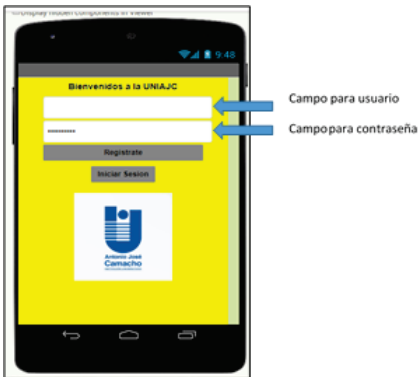 Display hidden components in Viewer
9:48
Bienvenidos a la UNIAJC
Campo para usuario
**********
Campo para contraseña
Registrate
Iniciar Sesion
Antonio José
Camacho